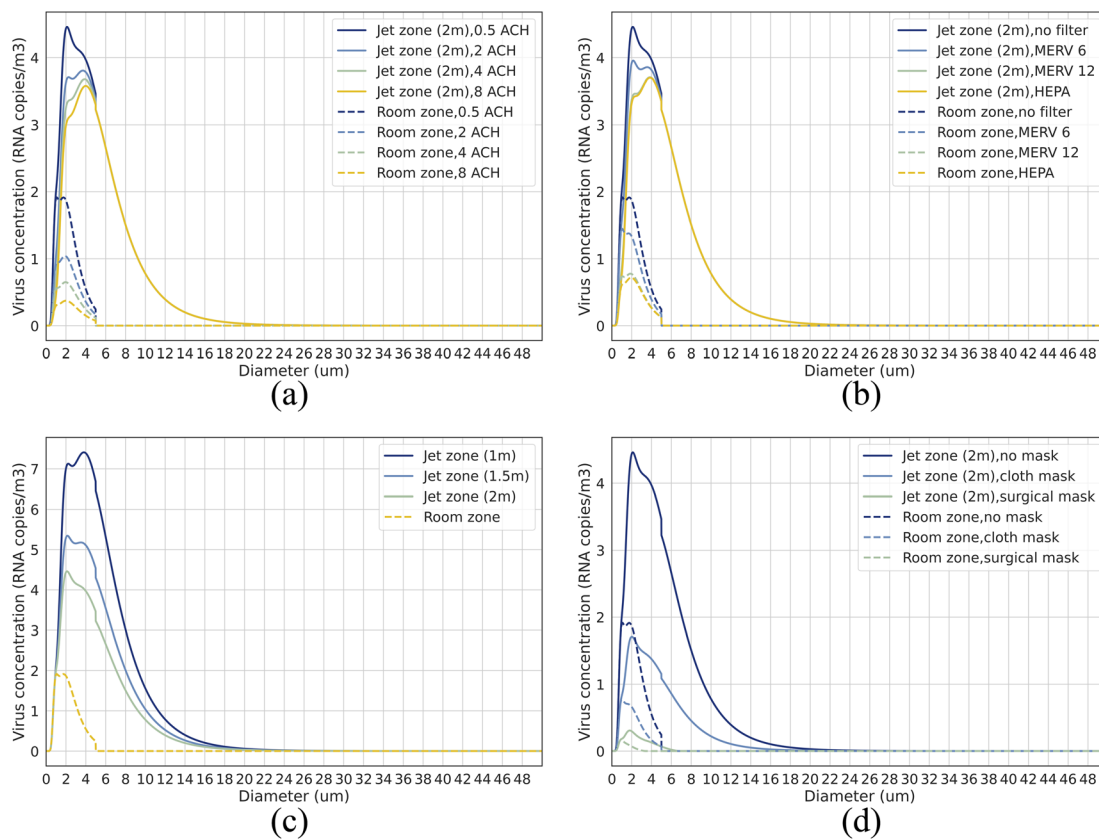 Virus concentration (RNA copies/m3)
4
3
2
1
0
Jet zone (2m),0.5 ACH
Jet zone (2m),2 ACH
Jet zone (2m),4 ACH
Jet zone (2m),8 ACH
Room zone,0.5 ACH
Room zone,2 ACH
Room zone,4 ACH
Room zone,8 ACH
0 2 4 6 8 10 12 14 16 18 20 22 24 26 28 30 32 34 36 38 40 42 44 46 48
Diameter (um)
(a)
Virus concentration (RNA copies/m3)
4
3
2
1
0
Jet zone (2m),no filter
Jet zone (2m),MERV 6
Jet zone (2m),MERV 12
Jet zone (2m),HEPA
Room zone,no filter
Room zone,MERV 6
Room zone,MERV 12
Room zone,HEPA
0 2 4 6 8 10 12 14 16 18 20 22 24 26 28 30 32 34 36 38 40 42 44 46 48
Diameter (um)
(b)
Virus concentration (RNA copies/m3)
7
6
5
4
3
2
1
0
Jet zone (1m)
Jet zone (1.5m)
Jet zone (2m)
Room zone
0 2 4 6 8 10 12 14 16 18 20 22 24 26 28 30 32 34 36 38 40 42 44 46 48
Diameter (um)
(c)
Virus concentration (RNA copies/m3)
4
3
2
1
0
Jet zone (2m),no mask
Jet zone (2m),cloth mask
Jet zone (2m),surgical mask
Room zone,no mask
Room zone,cloth mask
Room zone,surgical mask
0 2 4 6 8 10 12 14 16 18 20 22 24 26 28 30 32 34 36 38 40 42 44 46 48
Diameter (um)
(d)